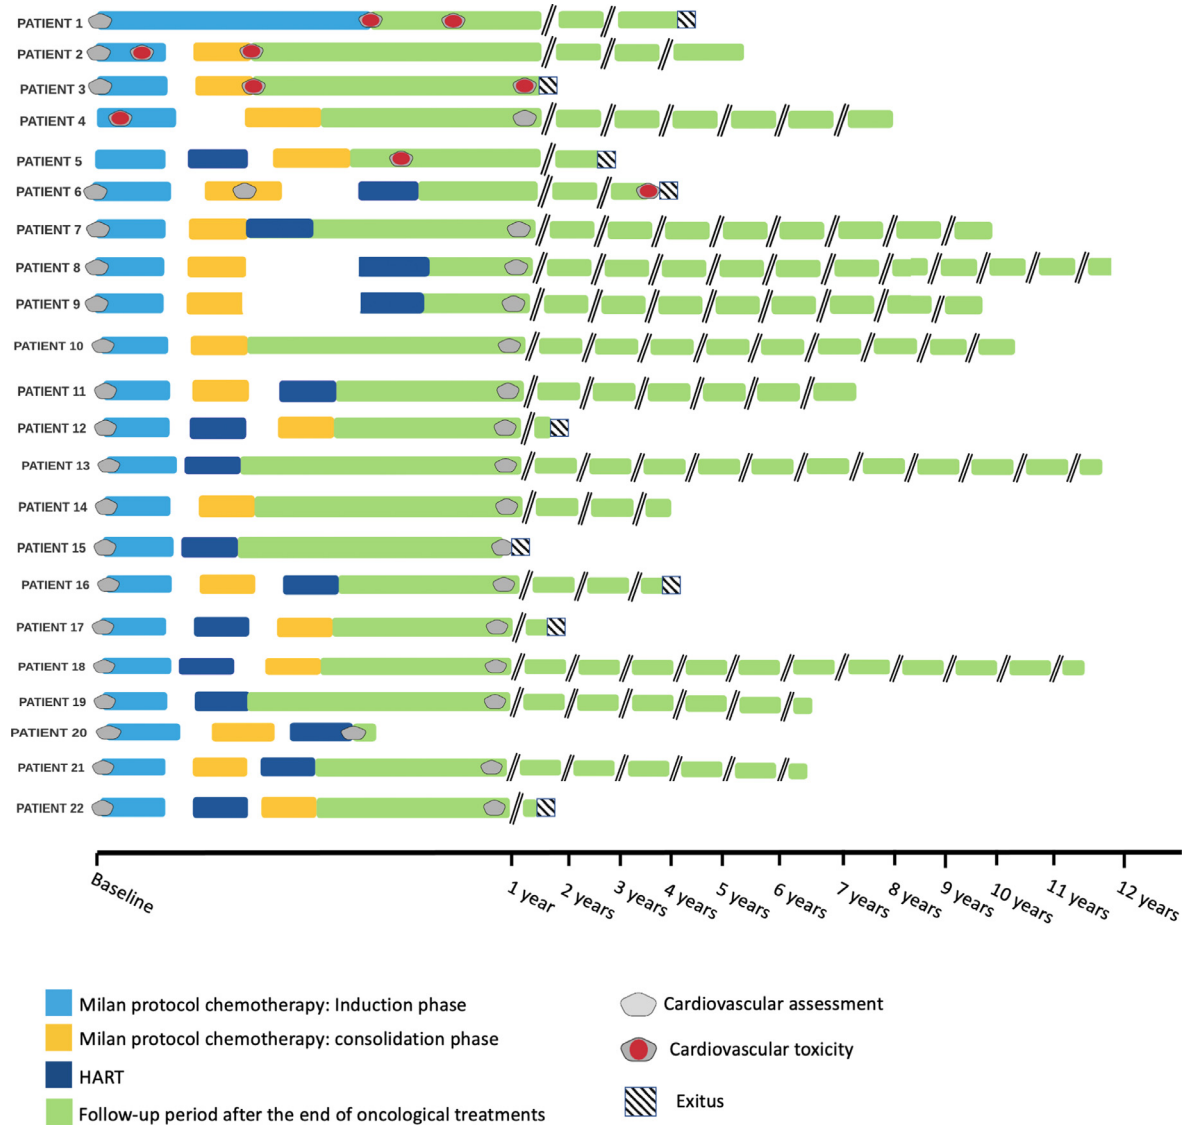 PATIENT 1
PATIENT 2
PATIENT 3
PATIENT 4
PATIENT 5
PATIENT 6
PATIENT 7
PATIENT 8
PATIENT 9
PATIENT 10
PATIENT 11
PATIENT 12
PATIENT 13
PATIENT 14
PATIENT 15
PATIENT 16
PATIENT 17
PATIENT 18
PATIENT 19
PATIENT 20
PATIENT 21
PATIENT 22
Baseline
1 year
2 years
3 years
4 years
5 years
6 years
7 years
8 years
9 years
10 years
11 years
12 years
Milan protocol chemotherapy: Induction phase
Milan protocol chemotherapy: consolidation phase
HART
Follow-up period after the end of oncological treatments
Cardiovascular assessment
Cardiovascular toxicity
Exitus